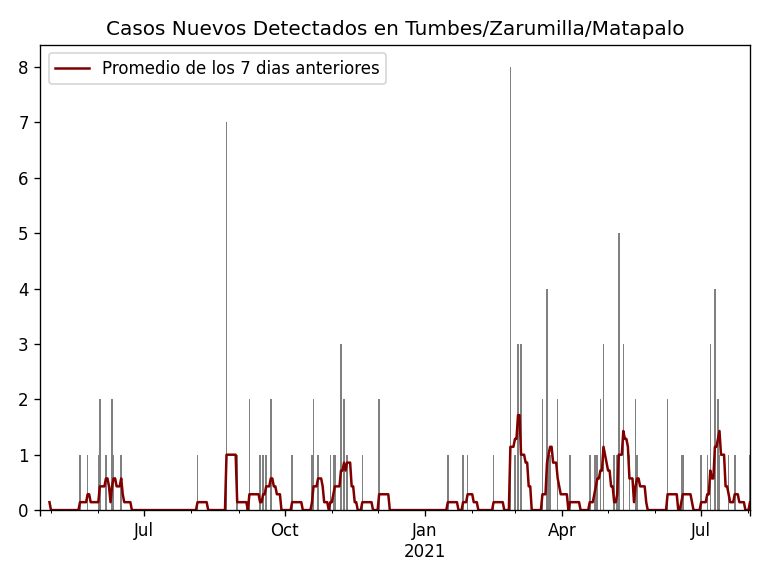 Casos Nuevos Detectados en Tumbes/Zarumilla/Matapalo
Promedio de los 7 dias anteriores
8
7
6
5
4
3
2
1
0
Jul
Oct
Jan
2021
Apr
Jul